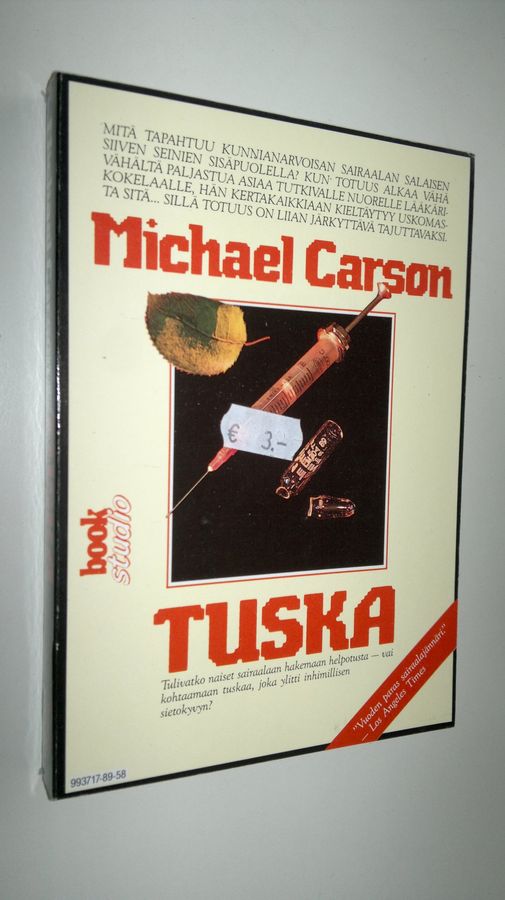 MITÄ TAPAHTUU KUNNIANARVOISAN SAIRAALAN SALAISEN
SIIVEN SEINIEN SISÄPUOLELLA? KUN TOTUUS ALKAA VÄHÄ
VÄHÄLTÄ PALJASTUA ASIAA TUTKIVALLE NUORELLE LÄÄKÄRI-
KOKELAALLE, HÄN KERTAKAIKKIAAN KIELTÄYTYY USKOMAS-
TA SITÄ... SILLÄ TOTUUS ON LIIAN JÄRKYTTÄVÄ TAJUTTAVAKSI.
Michael Carson
€ 3.-
book
studio
TUSKA
Tulivatko naiset sairaalaan hakemaan helpotusta — vai
kohtaamaan tuskaa, joka ylitti inhimillisen
sietokyvyn?
"Vuoden paras sairaalajännäri."
— Los Angeles Times
993717-89-58